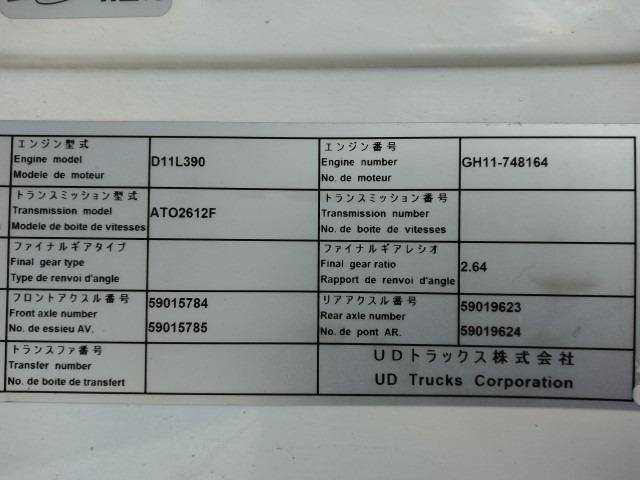 エンジン型式
Engine model
Modele de moteur
D11L390
エンジン番号
Engine number
No. de moteur
GH11-748164
トランスミッション型式
Transmission model
Modele de boite de vitesses
ATO2612F
トランスミッション番号
Transmission number
No. de boite de vitesses
ファイナルギアタイプ
Final gear type
Type de renvoi d'angle
ファイナルギアレシオ
Final gear ratio
Rapport de renvoi d'angle
2.64
フロントアクスル番号
Front axle number
No. de essieu AV.
59015784
59015785
リアアクスル番号
Rear axle number
No. de pont AR.
59019623
59019624
トランスファ番号
Transfer number
No. de boite de transfert
UDトラックス株式会社
UD Trucks Corporation